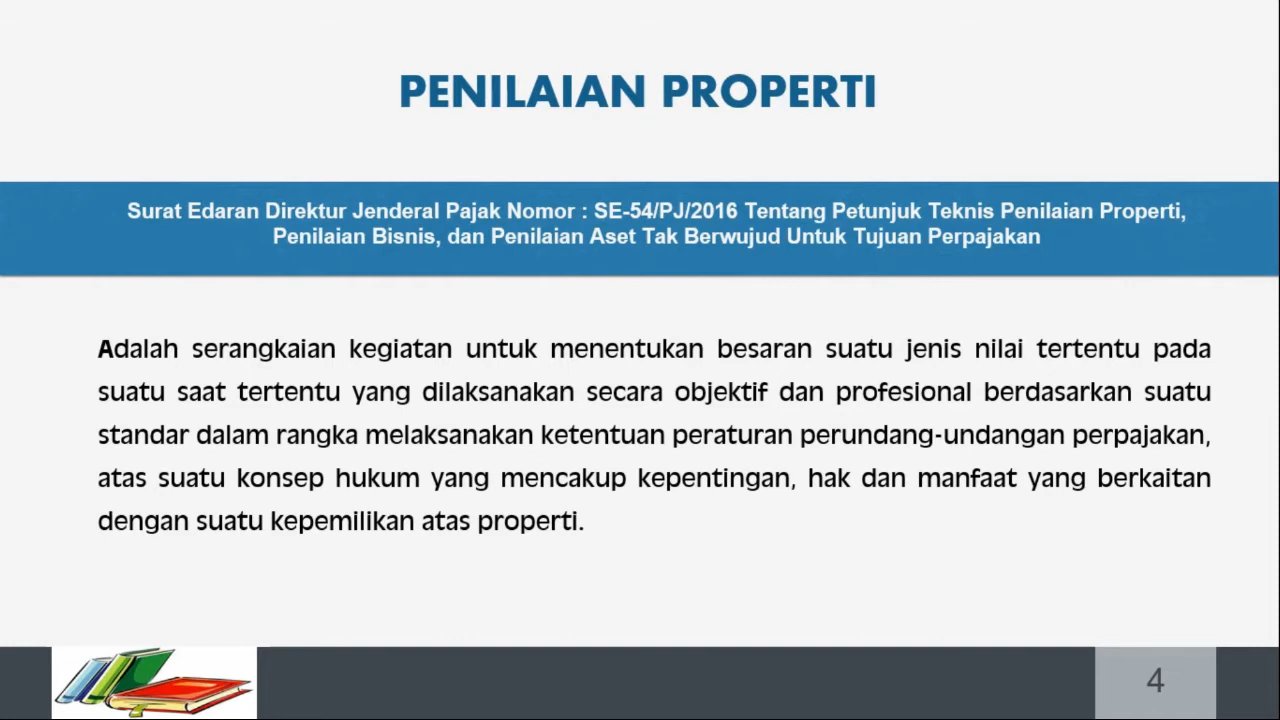 PENILAIAN PROPERTI
Surat Edaran Direktur Jenderal Pajak Nomor : SE-54/PJ/2016 Tentang Petunjuk Teknis Penilaian Properti,
Penilaian Bisnis, dan Penilaian Aset Tak Berwujud Untuk Tujuan Perpajakan
Adalah serangkaian kegiatan untuk menentukan besaran suatu jenis nilai tertentu pada
suatu saat tertentu yang dilaksanakan secara objektif dan profesional berdasarkan suatu
standar dalam rangka melaksanakan ketentuan peraturan perundang-undangan perpajakan,
atas suatu konsep hukum yang mencakup kepentingan, hak dan manfaat yang berkaitan
dengan suatu kepemilikan atas properti.
4